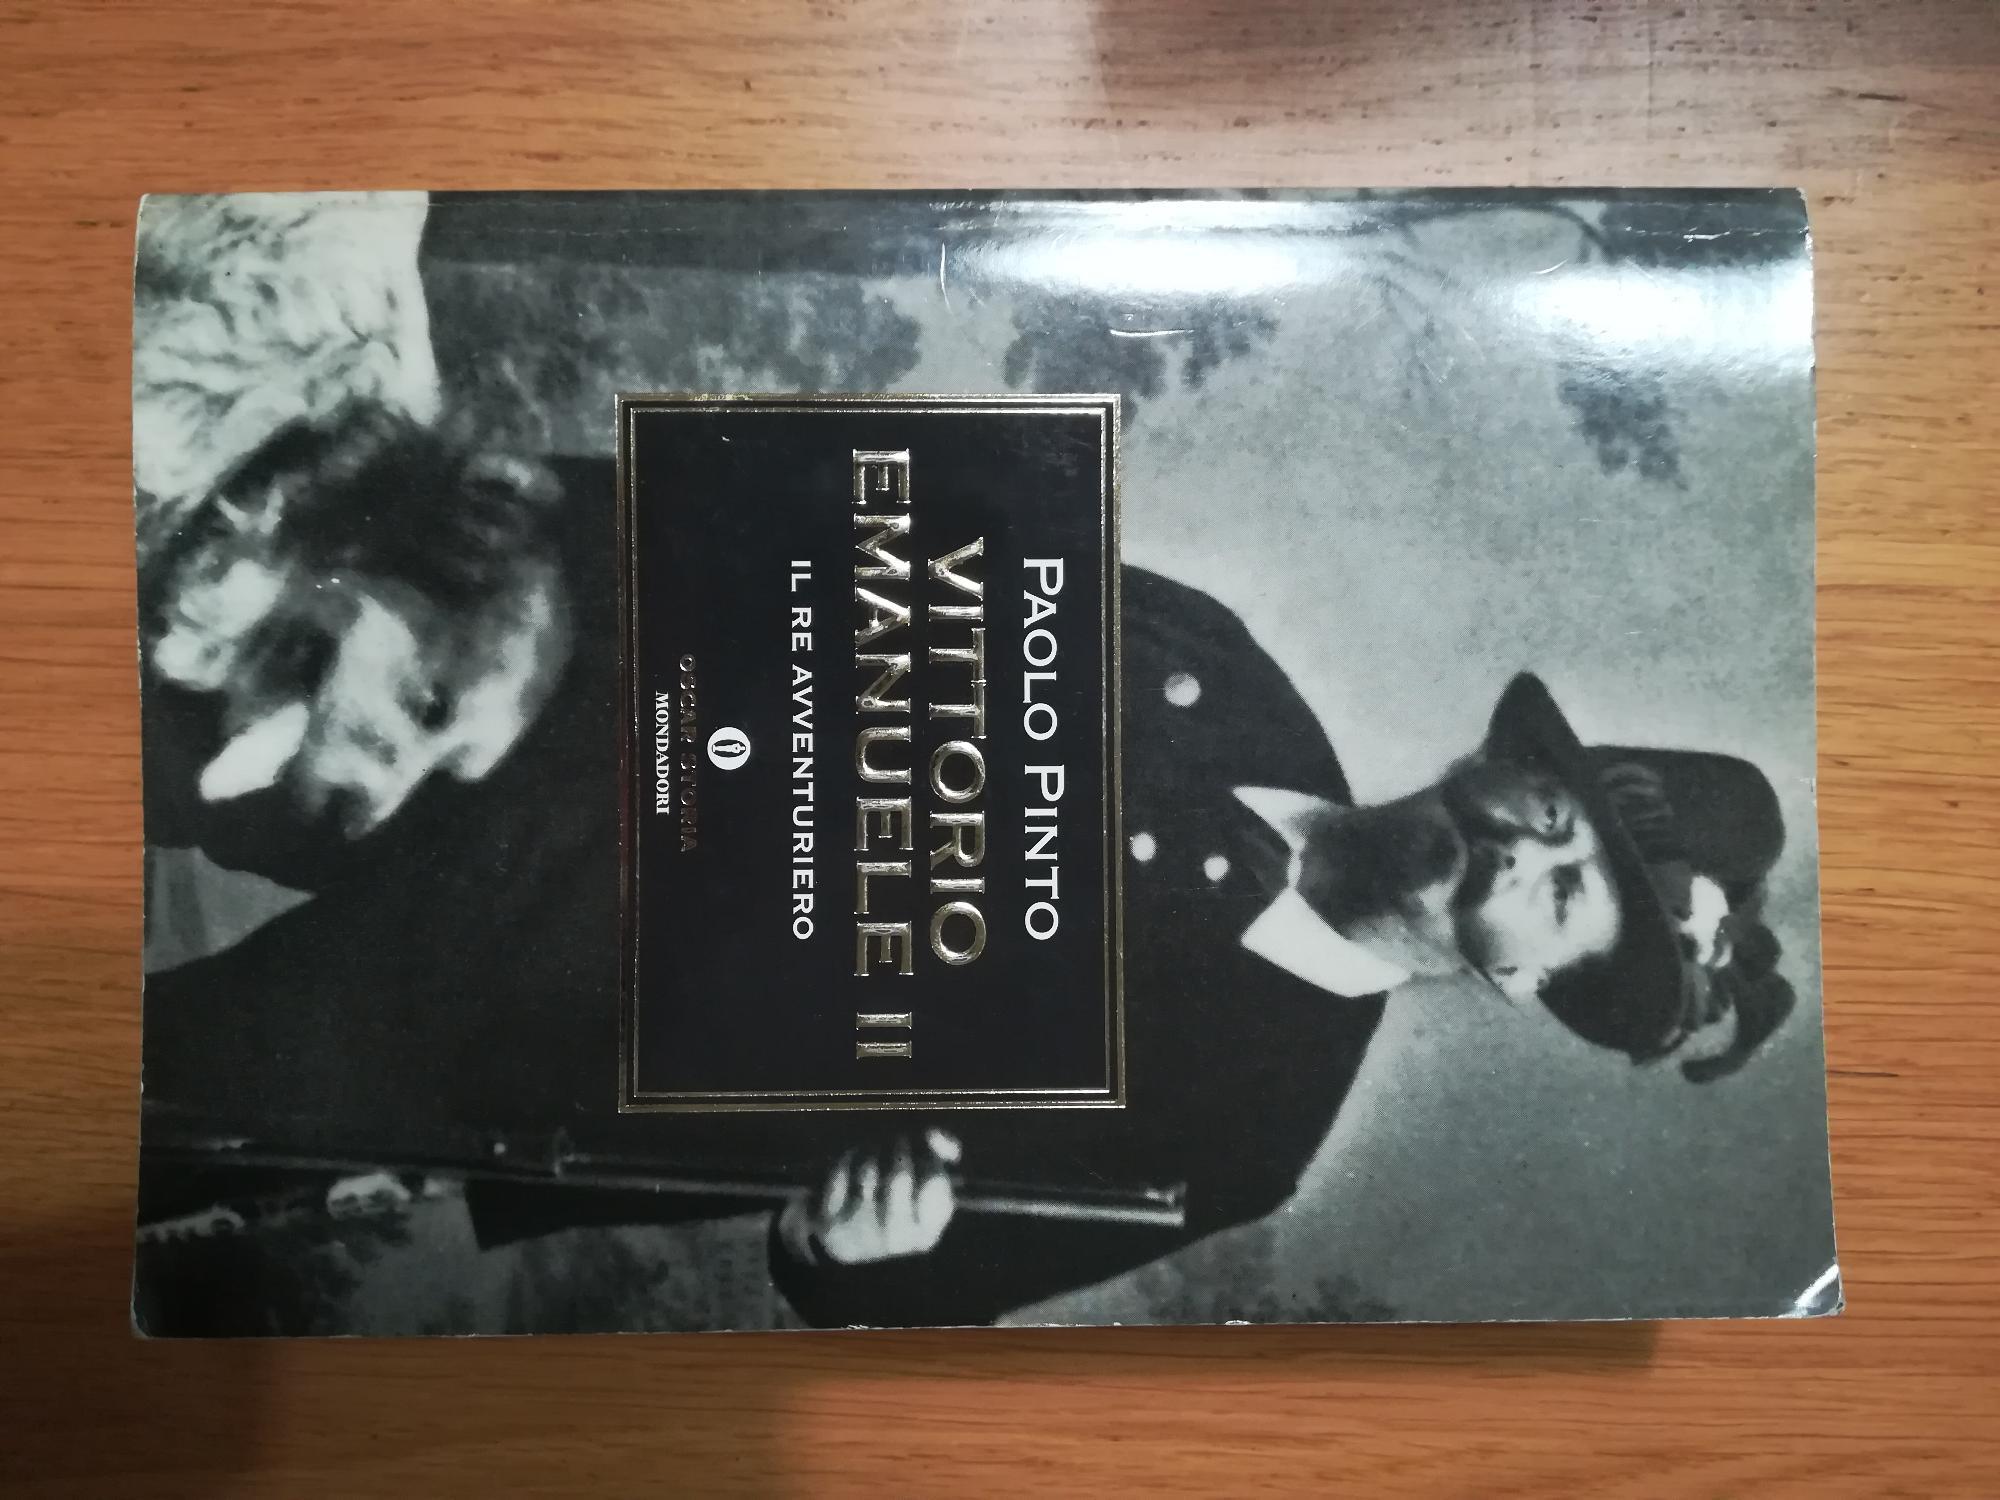 PAOLO PINTO
VITTORIO
EMANUELE II
IL RE AVVENTURIERO
OSCAR STORIA
MONDADORI